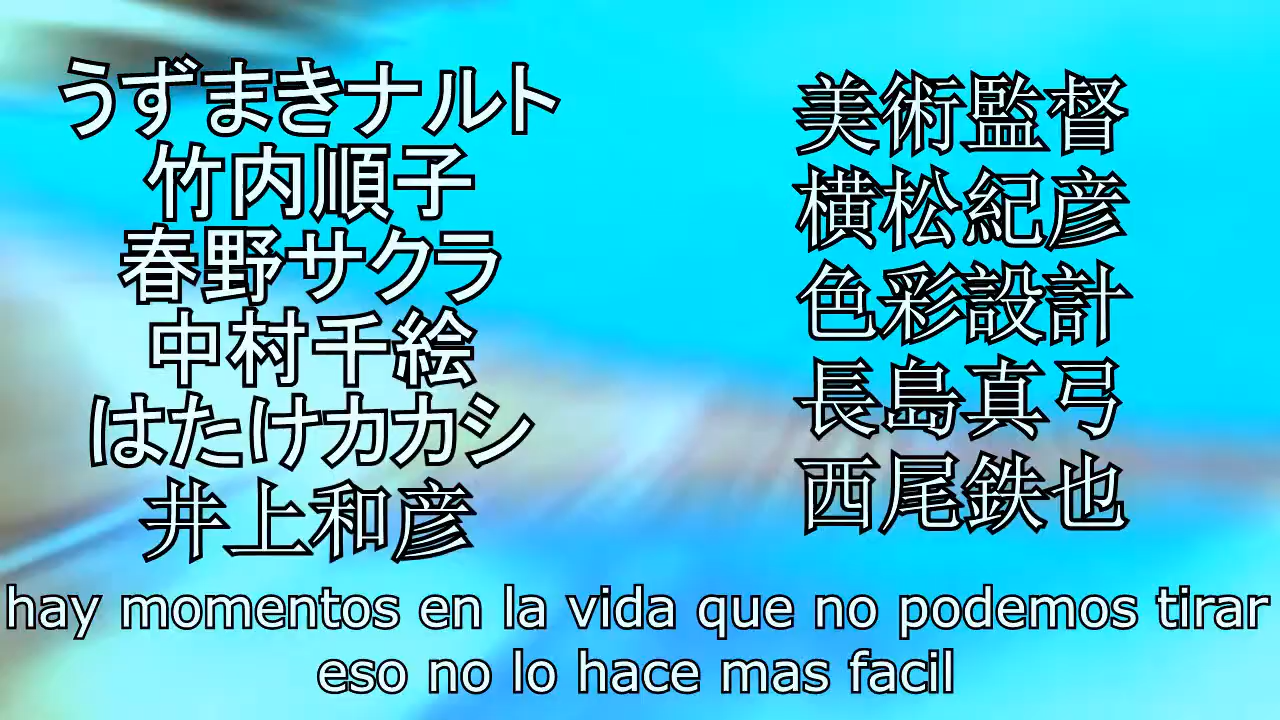 うずまきナルト
竹内順子
春野サクラ
中村千絵
はたけカカシ
井上和彦
美術監督
横松紀彦
色彩設計
長島真弓
西尾鉄也
hay momentos en la vida que no podemos tirar
eso no lo hace mas facil